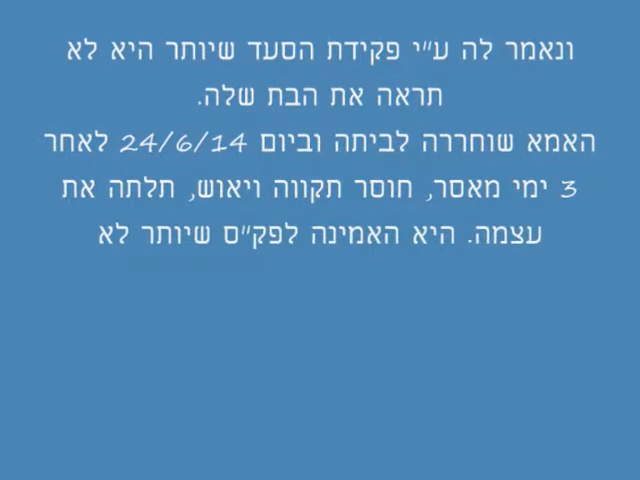 ונאמר לה ע"י פקידת הסעד שיותר היא לא
תראה את הבת שלה.
האמא שוחררה לביתה וביום 24/6/14 לאחר
3 ימי מאסר, חוסר תקווה ויאוש, תלתה את
עצמה. היא האמינה לפק"ס שיותר לא